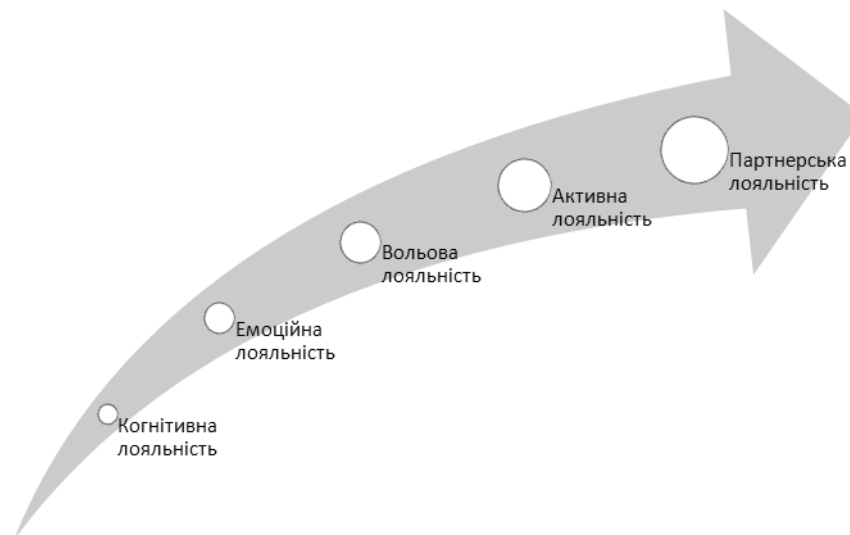 Партнерська
лояльність
Активна
лояльність
Вольова
лояльність
Емоційна
лояльність
Когнітивна
лояльність